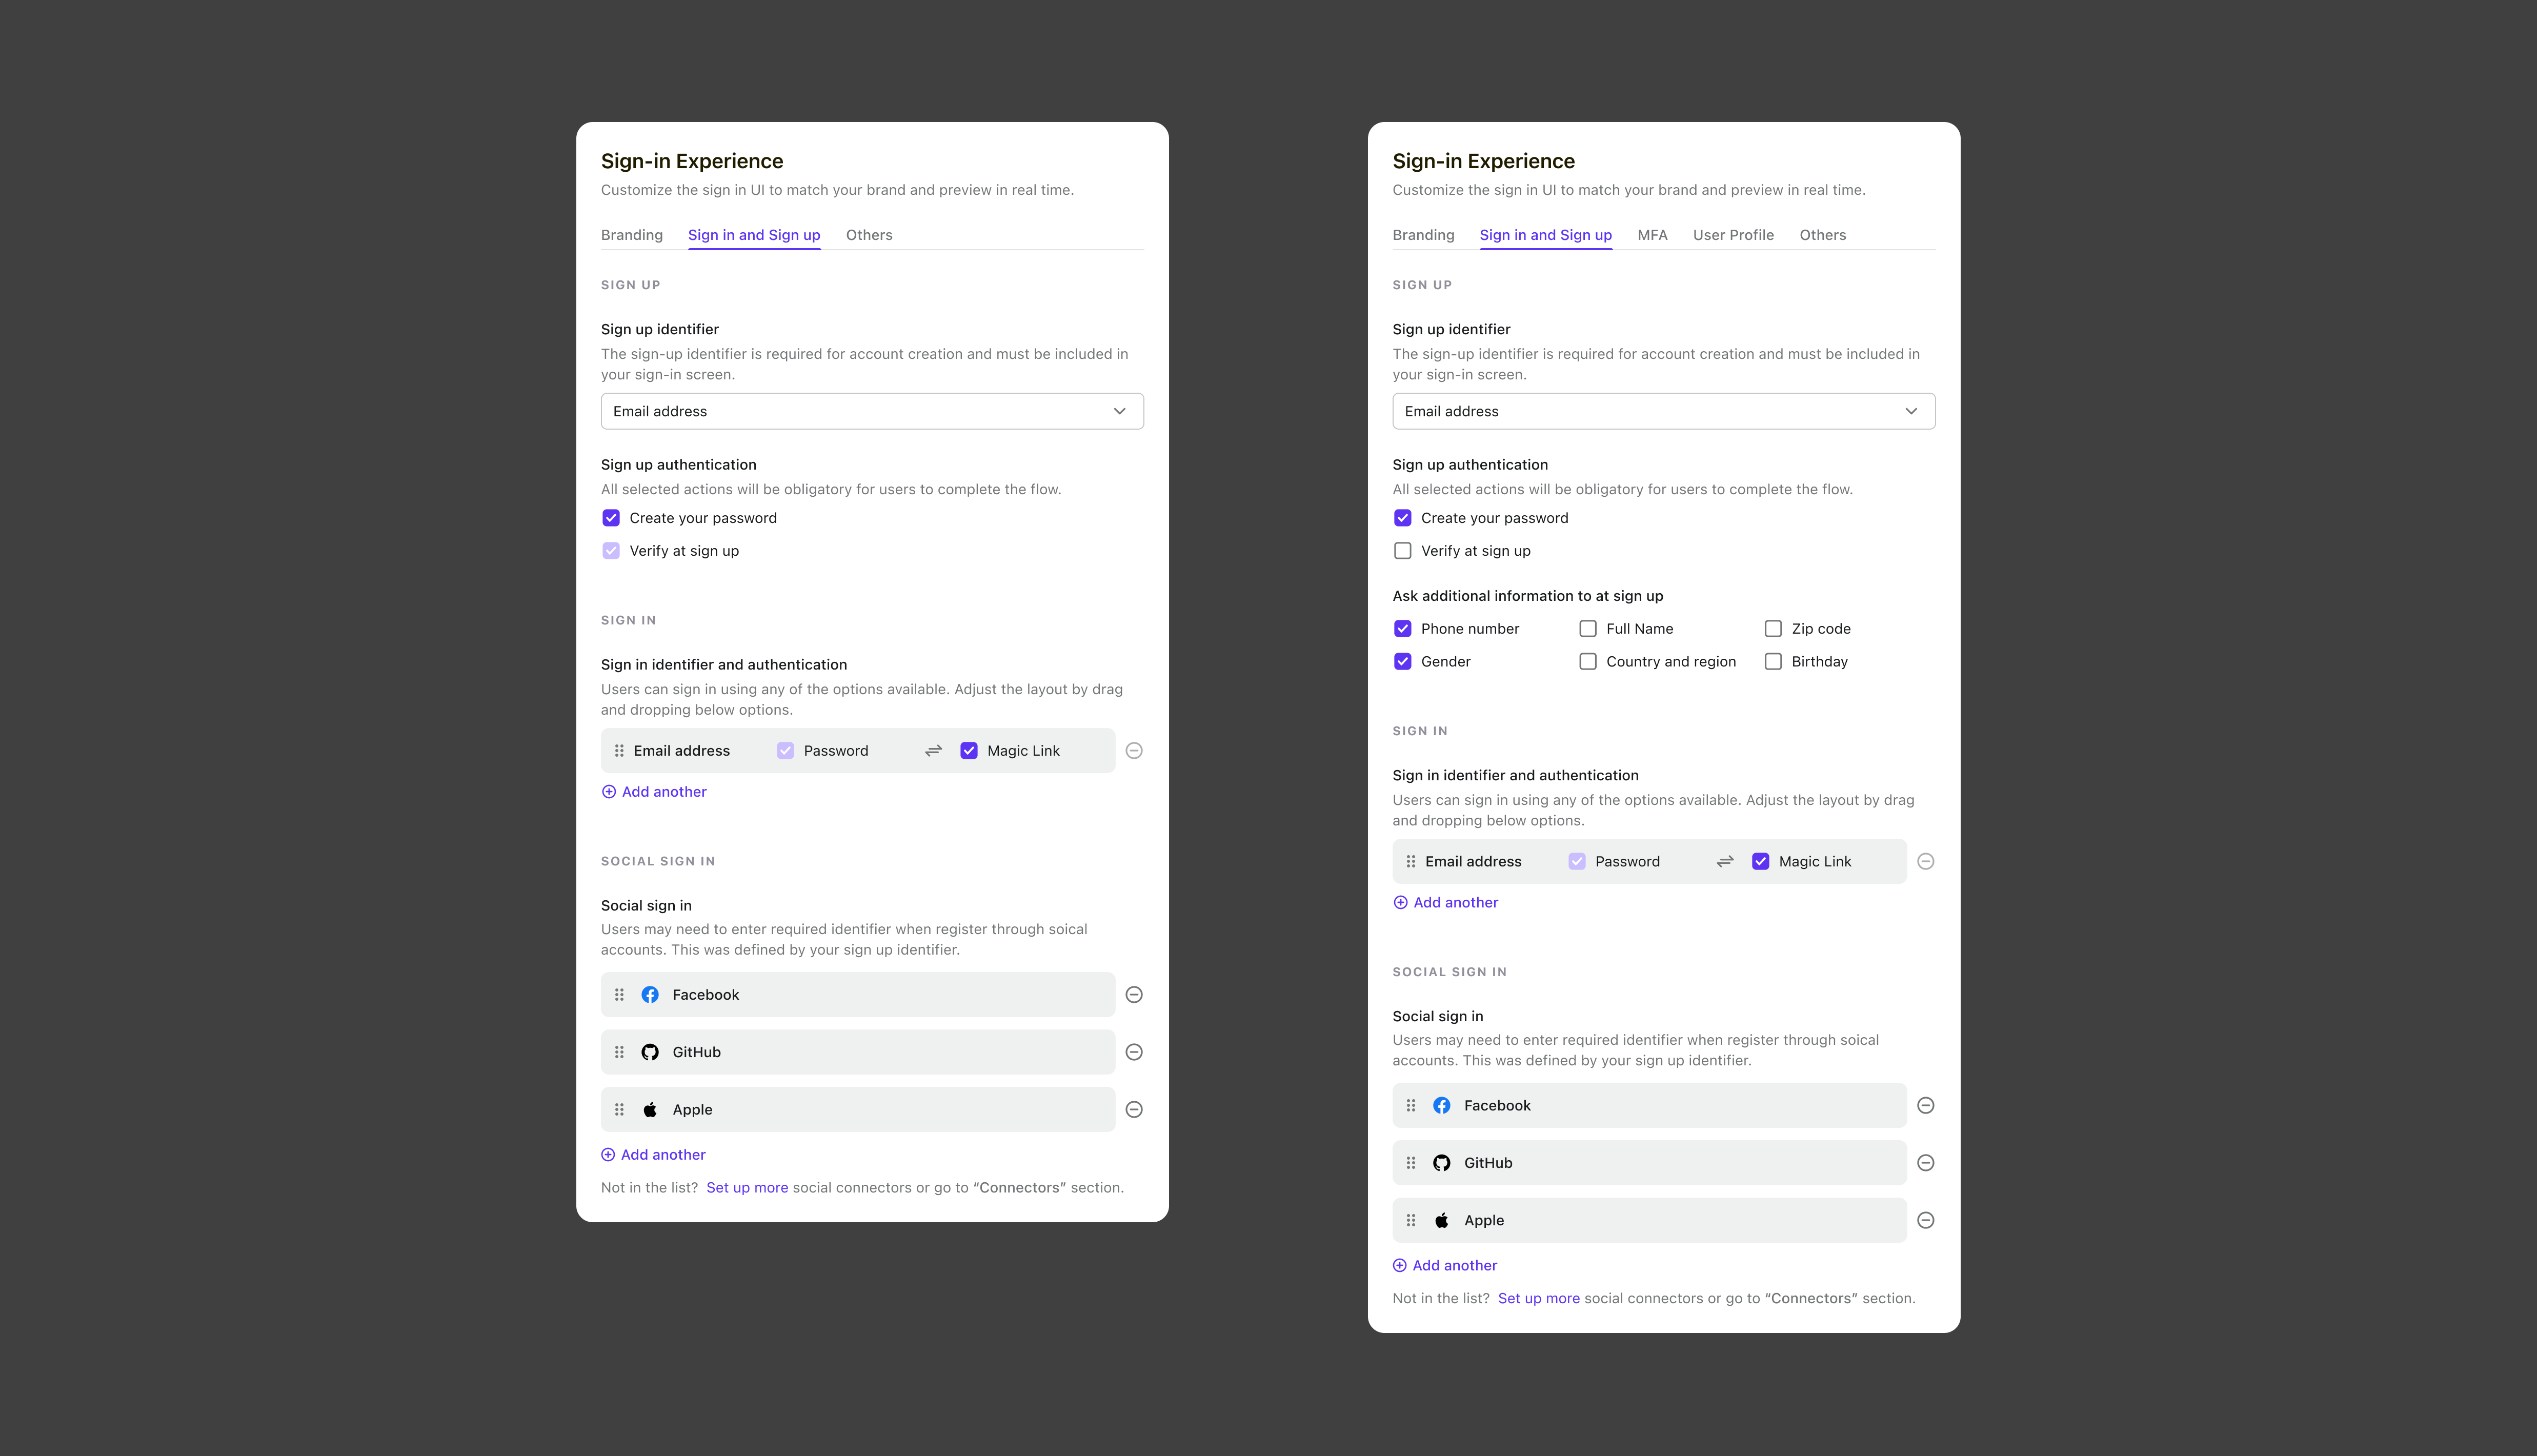 Sign-in Experience
Customize the sign in UI to match your brand and preview in real time.
Branding Sign in and Sign up Others
SIGN UP
Sign up identifier
The sign-up identifier is required for account creation and must be included in
your sign-in screen.
Email address
Sign up authentication
All selected actions will be obligatory for users to complete the flow.
Create your password
Verify at sign up
SIGN IN
Sign in identifier and authentication
Users can sign in using any of the options available. Adjust the layout by drag
and dropping below options.
Email address Password Magic Link
Add another
SOCIAL SIGN IN
Social sign in
Users may need to enter required identifier when register through soical
accounts. This was defined by your sign up identifier.
Facebook
GitHub
Apple
Add another
Not in the list? Set up more social connectors or go to “Connectors” section.
Sign-in Experience
Customize the sign in UI to match your brand and preview in real time.
Branding Sign in and Sign up MFA User Profile Others
SIGN UP
Sign up identifier
The sign-up identifier is required for account creation and must be included in
your sign-in screen.
Email address
Sign up authentication
All selected actions will be obligatory for users to complete the flow.
Create your password
Verify at sign up
Ask additional information to at sign up
Phone number Full Name Zip code
Gender Country and region Birthday
SIGN IN
Sign in identifier and authentication
Users can sign in using any of the options available. Adjust the layout by drag
and dropping below options.
Email address Password Magic Link
Add another
SOCIAL SIGN IN
Social sign in
Users may need to enter required identifier when register through soical
accounts. This was defined by your sign up identifier.
Facebook
GitHub
Apple
Add another
Not in the list? Set up more social connectors or go to “Connectors” section.